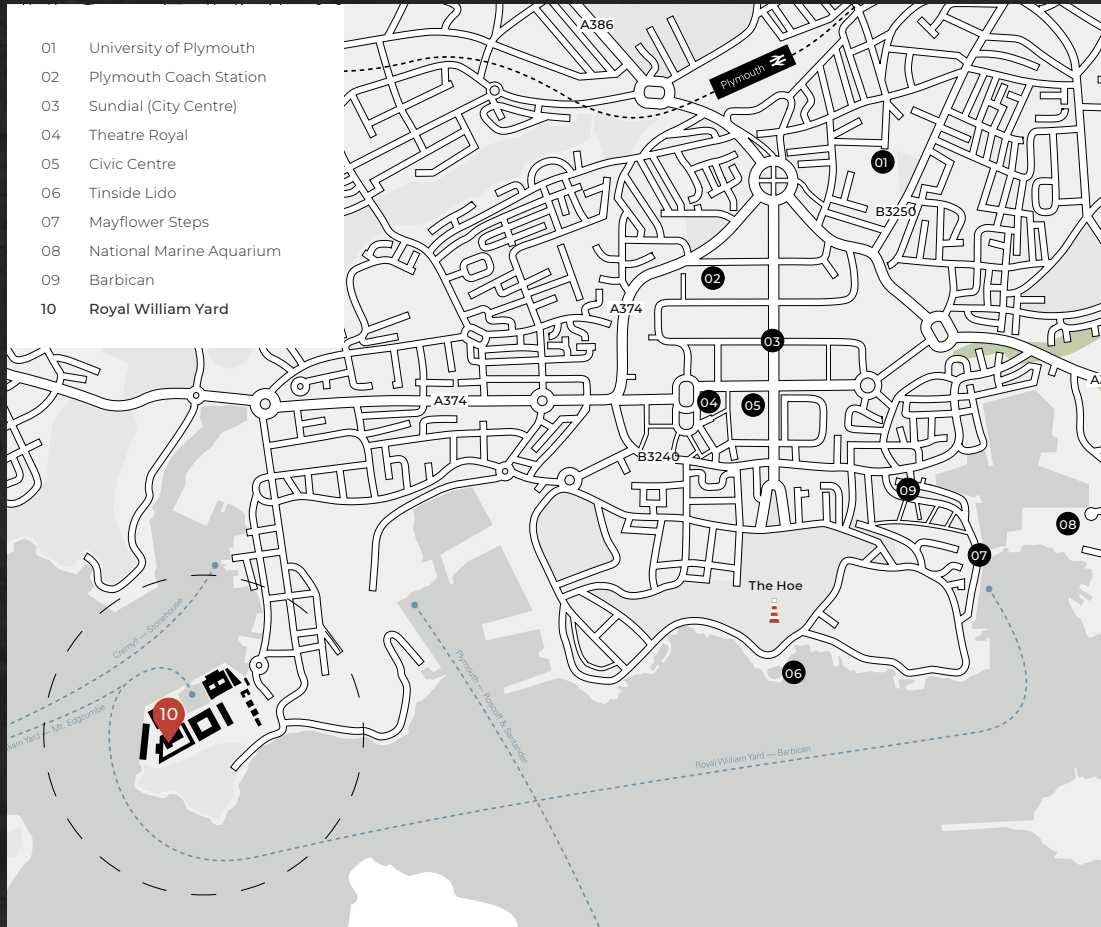 01 University of Plymouth
02 Plymouth Coach Station
03 Sundial (City Centre)
04 Theatre Royal
05 Civic Centre
06 Tinside Lido
07 Mayflower Steps
08 National Marine Aquarium
09 Barbican
10 Royal William Yard
A386
Plymouth
01
B3250
02
A374
03
A374
04
05
B3240
09
08
07
The Hoe
06
Cremyll — Stonehouse
10
Yard — Mt. Edgcumbe
Plymouth — Roscoff & Santander
Royal William Yard — Barbican